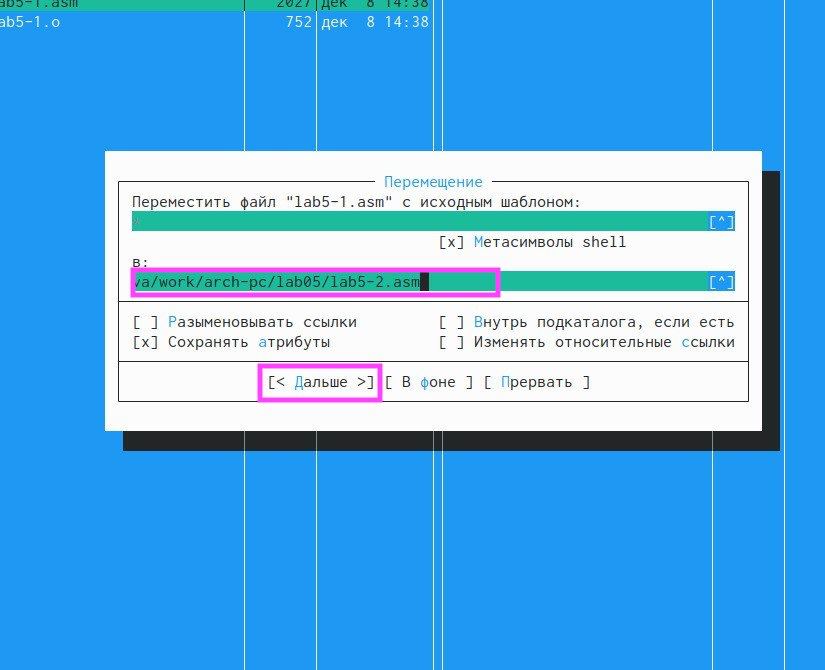 ab5-1.asm 2027 дек 8 14:38
ab5-1.o 752 дек 8 14:38
Перемещение
Переместить файл "lab5-1.asm" с исходным шаблоном:
[^]
[x] Метасимволы shell
в:
va/work/arch-pc/lab05/lab5-2.asm [^]
[ ] Разыменовывать ссылки [ ] Внутрь подкаталога, если есть
[x] Сохранять атрибуты [ ] Изменять относительные ссылки
[< Дальше >] [ В фоне ] [ Прервать ]